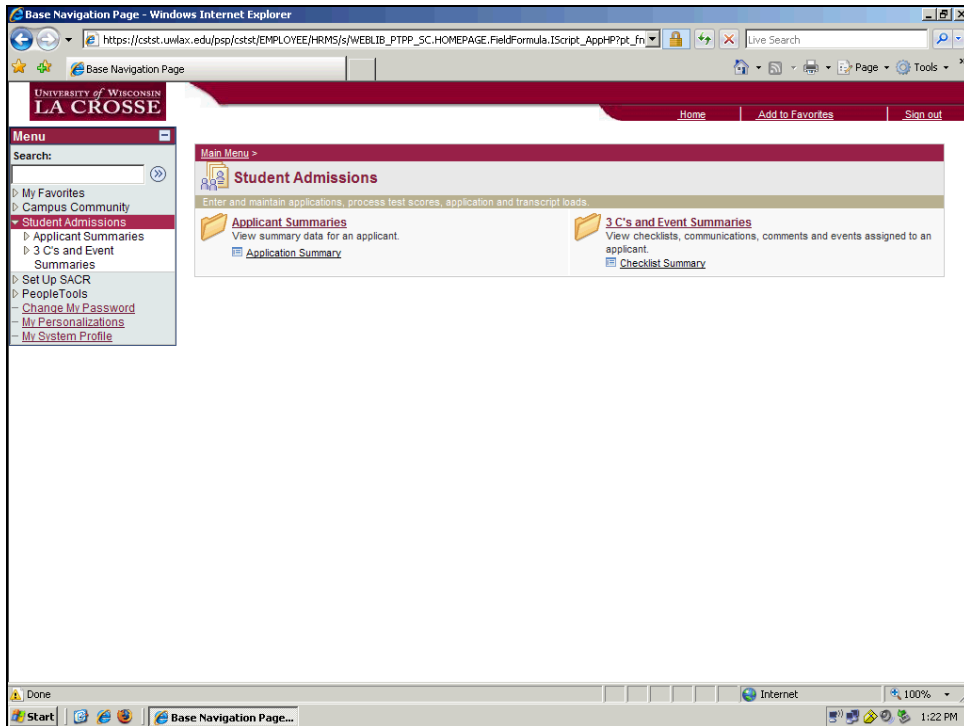 Base Navigation Page - Windows Internet Explorer
https://cstst.uwlax.edu/psp/cstst/EMPLOYEE/HRMS/s/WEBLIB_PTPP_SC.HOMEPAGE.FieldFormula.IScript_AppHP?pt_fn
Live Search
Base Navigation Page
Page
Tools
UNIVERSITY of WISCONSIN
LA CROSSE
Home
Add to Favorites
Sign out
Menu
Search:
My Favorites
Campus Community
Student Admissions
Applicant Summaries
3 C's and Event
Summaries
Set Up SACR
PeopleTools
Change My Password
My Personalizations
My System Profile
Main Menu >
Student Admissions
Enter and maintain applications, process test scores, application and transcript loads.
Applicant Summaries
View summary data for an applicant.
Application Summary
3 C's and Event Summaries
View checklists, communications, comments and events assigned to an
applicant.
Checklist Summary
Done
Internet
100%
Start
Base Navigation Page...
1:22 PM